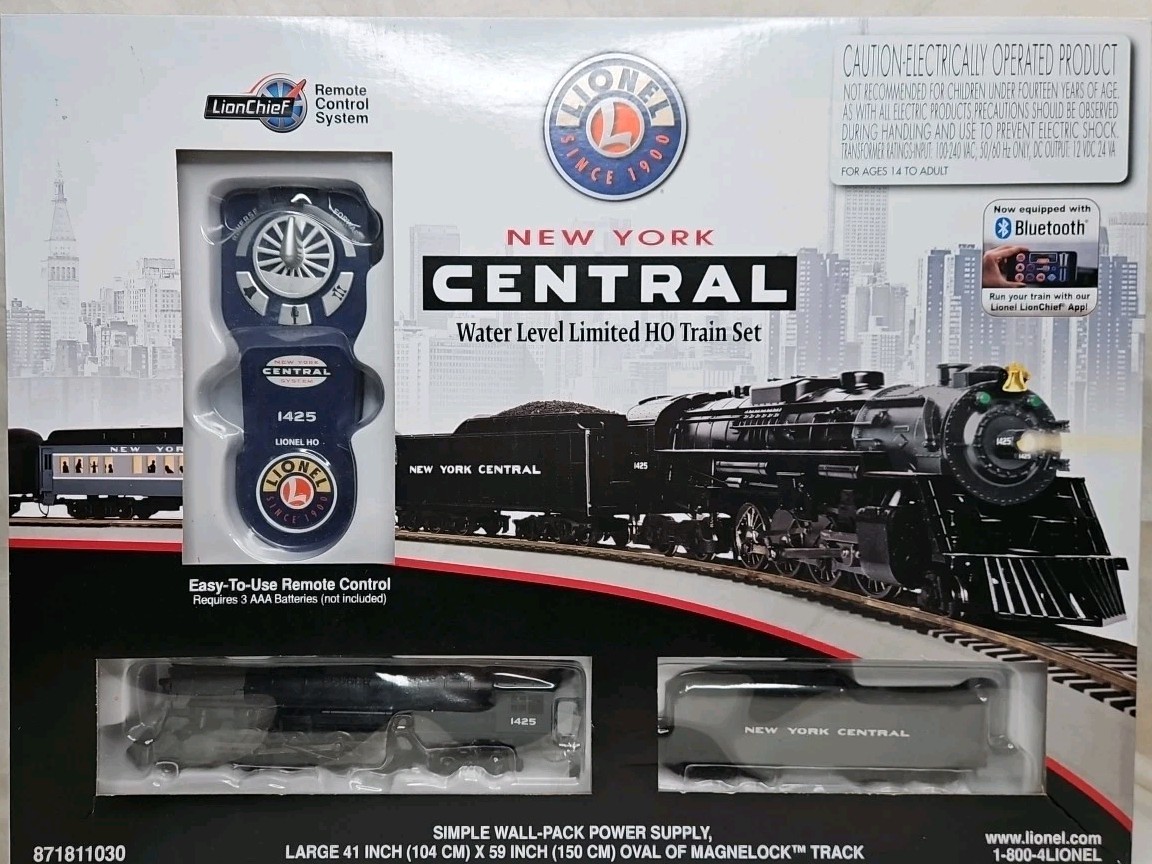 LionChief
Remote
Control
System
REVERSE
FORWARD
NEW YORK
CENTRAL
SYSTEM
1425
LIONEL HO
LIONEL
L
SINCE 1900
Easy-To-Use Remote Control
Requires 3 AAA Batteries (not included)
LIONEL
L
SINCE 1900
NEW YORK
CENTRAL
Water Level Limited HO Train Set
CAUTION-ELECTRICALLY OPERATED PRODUCT
NOT RECOMMENDED FOR CHILDREN UNDER FOURTEEN YEARS OF AGE.
AS WITH ALL ELECTRIC PRODUCTS PRECAUTIONS SHOULD BE OBSERVED
DURING HANDLING AND USE TO PREVENT ELECTRIC SHOCK.
TRANSFORMER RATINGS INPUT: 100-240 VAC, 50/60 Hz ONLY, DC OUTPUT: 12 VDC 24 VA
FOR AGES 14 TO ADULT
Now equipped with
Bluetooth
Run your train with our
Lionel LionChief® App!
NEW YOR
NEW YORK CENTRAL
1425
1425
1425
1425
NEW YORK CENTRAL
871811030
SIMPLE WALL-PACK POWER SUPPLY,
LARGE 41 INCH (104 CM) X 59 INCH (150 CM) OVAL OF MAGNELOCK™ TRACK
www.lionel.com
1-800-4LIONEL